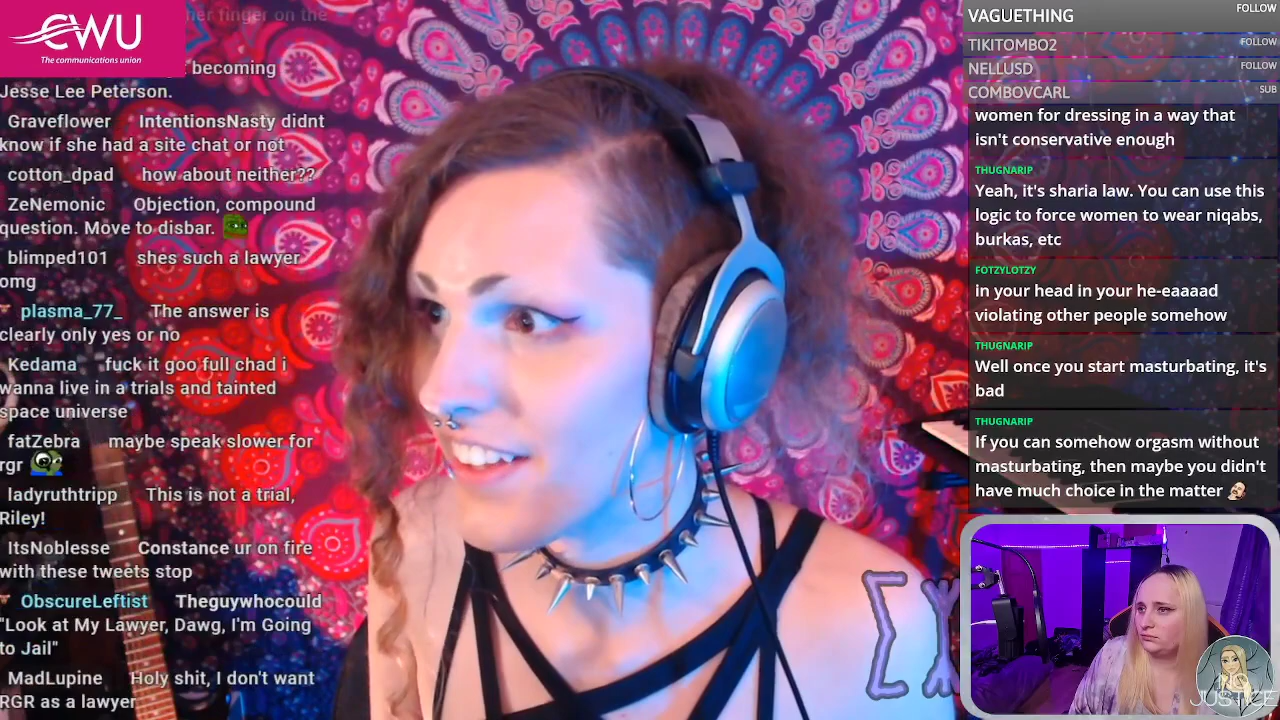 CWU
The communications union
her finger on the
becoming
Jesse Lee Peterson.
Graveflower IntentionsNasty didnt
know if she had a site chat or not
cotton_dpad how about neither??
ZeNemonic Objection, compound
question. Move to disbar.
blimped101 shes such a lawyer
omg
plasma_77_ The answer is
clearly only yes or no
Kedama fuck it goo full chad i
wanna live in a trials and tainted
space universe
fatZebra maybe speak slower for
rgr
ladyruthtripp This is not a trial,
Riley!
ItsNoblesse Constance ur on fire
with these tweets stop
ObscureLeftist Theguywhocould
"Look at My Lawyer, Dawg, I'm Going
to Jail"
MadLupine Holy shit, I don't want
RGR as a lawyer
VAGUETHING FOLLOW
TIKITOMBO2 FOLLOW
NELLUSD FOLLOW
COMBOVCARL SUB
women for dressing in a way that
isn't conservative enough
THUGNARIP
Yeah, it's sharia law. You can use this
logic to force women to wear niqabs,
burkas, etc
FOTZYLOTZY
in your head in your he-eaaaad
violating other people somehow
THUGNARIP
Well once you start masturbating, it's
bad
THUGNARIP
If you can somehow orgasm without
masturbating, then maybe you didn't
have much choice in the matter
JUSTICE